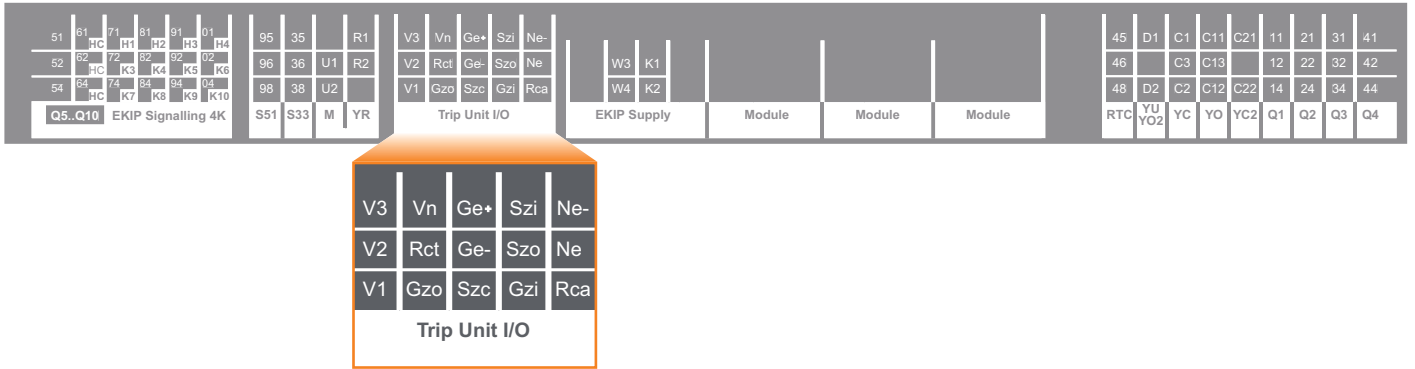 51 61 HC 71 H1 81 H2 91 H3 01 H4 95 35 R1 V3 Vn Ge+ Szi Ne- 45 D1 C1 C11 C21 11 21 31 41
52 62 HC 72 K3 82 K4 92 K5 02 K6 96 36 U1 R2 V2 Rct Ge- Szo Ne W3 K1 46 C3 C13 12 22 32 42
54 64 HC 74 K7 84 K8 94 K9 04 K10 98 38 U2 V1 Gzo Szc Gzi Rca W4 K2 48 D2 C2 C12 C22 14 24 34 44
Q5..Q10 EKIP Signalling 4K S51 S33 M YR Trip Unit I/O EKIP Supply Module Module Module RTC YU YO2 YC YO YC2 Q1 Q2 Q3 Q4
V3 Vn Ge+ Szi Ne-
V2 Rct Ge- Szo Ne
V1 Gzo Szc Gzi Rca
Trip Unit I/O